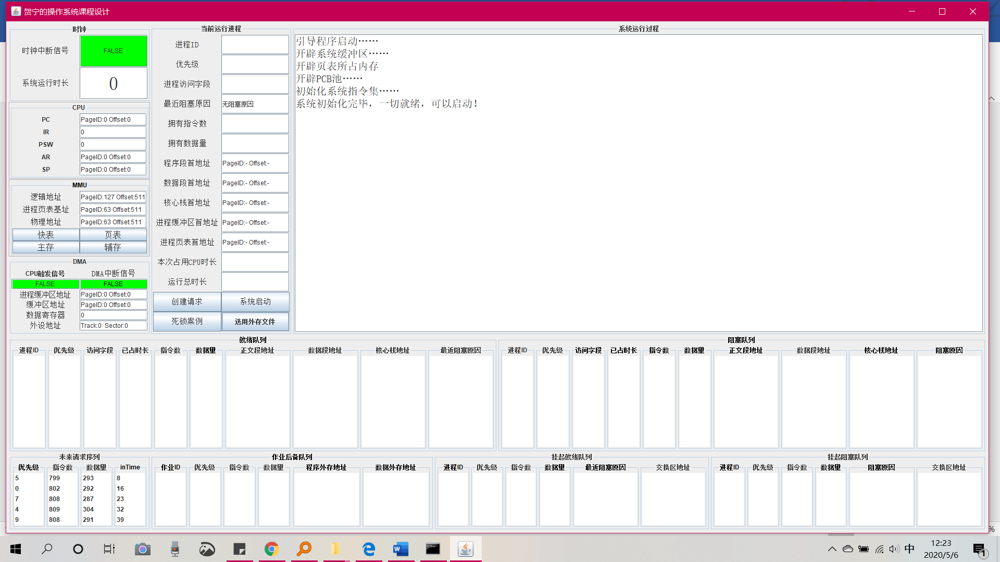 贺宁的操作系统课程设计
时钟
时钟中断信号 FALSE
系统运行时长 0
CPU
PC PageID:0 Offset:0
IR 0
PSW 0
AR PageID:0 Offset:0
SP PageID:0 Offset:0
MMU
逻辑地址 PageID:127 Offset:511
进程页表基址 PageID:63 Offset:511
物理地址 PageID:63 Offset:511
快表 页表
主存 辅存
DMA
CPU触发信号 DMA中断信号
FALSE FALSE
进程缓冲区地址 PageID:0 Offset:0
缓冲区地址 PageID:0 Offset:0
数据寄存器 0
外设地址 Track:0 Sector:0
当前运行进程
进程ID
优先级
进程访问字段
最近阻塞原因 无阻塞原因
拥有指令数
拥有数据量
程序段首地址 PageID:- Offset:-
数据段首地址 PageID:- Offset:-
核心栈首地址 PageID:- Offset:-
进程缓冲区首地址 PageID:- Offset:-
进程页表首地址 PageID:- Offset:-
本次占用CPU时长
运行总时长
创建请求 系统启动
死锁案例 选用外存文件
系统运行过程
引导程序启动……
开辟系统缓冲区……
开辟页表所占内存
开辟PCB池……
初始化系统指令集……
系统初始化完毕，一切就绪，可以启动！
就绪队列
进程ID 优先级 访问字段 已占时长 指令数 数据量 正文段地址 数据段地址 核心栈地址 最近阻塞原因
阻塞队列
进程ID 优先级 访问字段 已占时长 指令数 数据量 正文段地址 数据段地址 核心栈地址 阻塞原因
未来请求序列
优先级 指令数 数据量 inTime
5 799 293 8
0 802 292 16
7 808 287 23
4 809 304 32
9 808 291 39
作业后备队列
作业ID 优先级 指令数 数据量 程序外存地址 数据外存地址
挂起就绪队列
进程ID 优先级 指令数 数据量 最近阻塞原因 交换区地址
挂起阻塞队列
进程ID 优先级 指令数 数据量 阻塞原因 交换区地址
%
中
12:23
2020/5/6
1